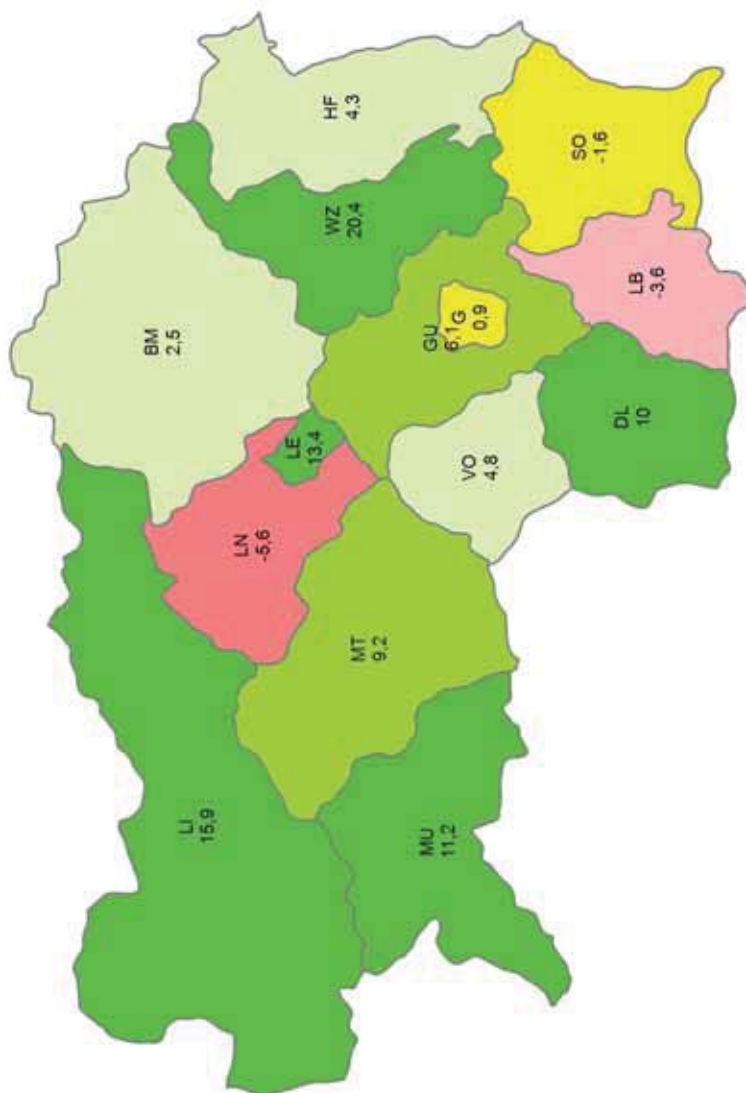 HF
4,3
BM
2,5
WZ
20,4
SO
-1,6
LB
-3,6
GU
6,1
G
0,9
LE
13,4
LN
-5,6
VO
4,8
DL
10
MT
9,2
LI
15,9
MU
11,2